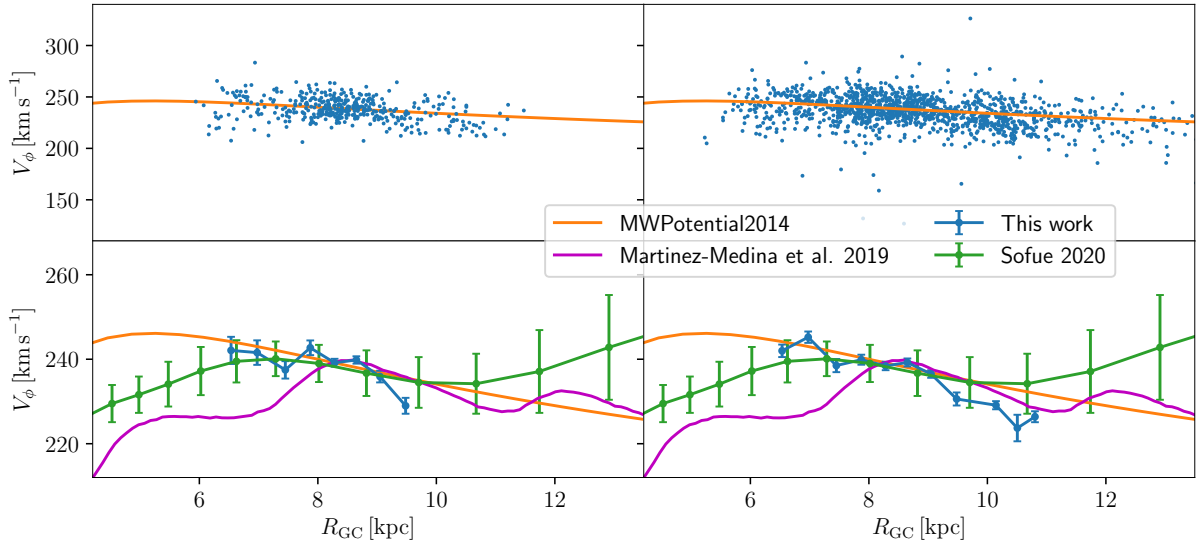 300
250
200
150
V_ϕ [km s⁻¹]
MWPotential2014
Martinez-Medina et al. 2019
This work
Sofue 2020
260
240
220
V_ϕ [km s⁻¹]
6 8 10 12 6 8 10 12
R_GC [kpc] R_GC [kpc]